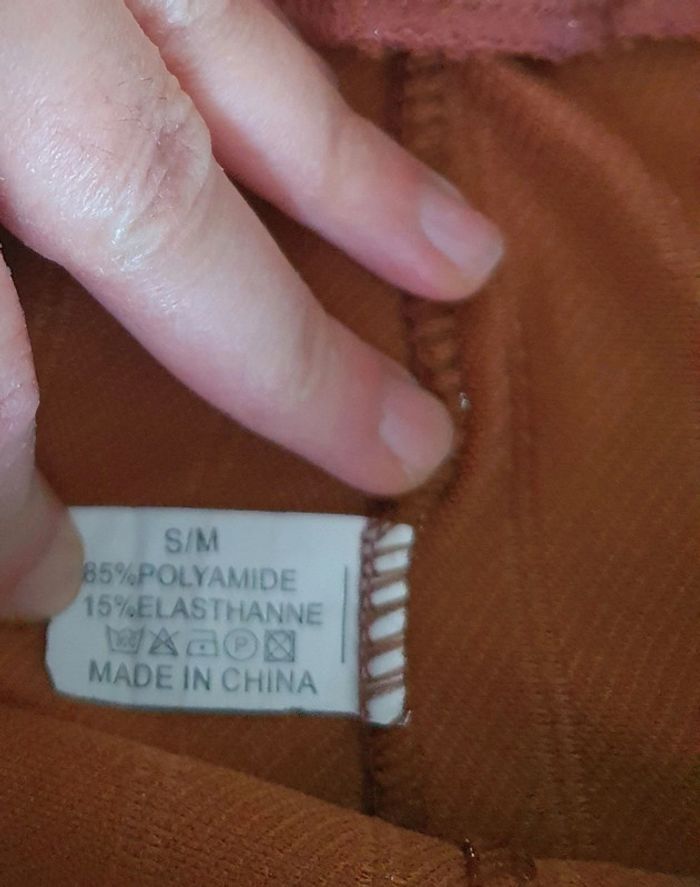 S/M
85%POLYAMIDE
15%ELASTHANNE
P
MADE IN CHINA